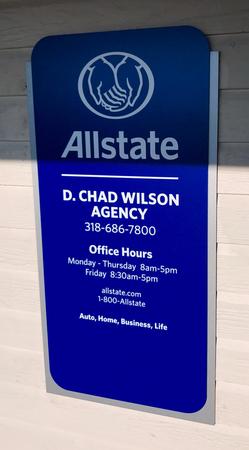 Allstate
D. CHAD WILSON
AGENCY
318-686-7800
Office Hours
Monday - Thursday 8am-5pm
Friday 8:30am-5pm
allstate.com
1-800-Allstate
Auto, Home, Business, Life